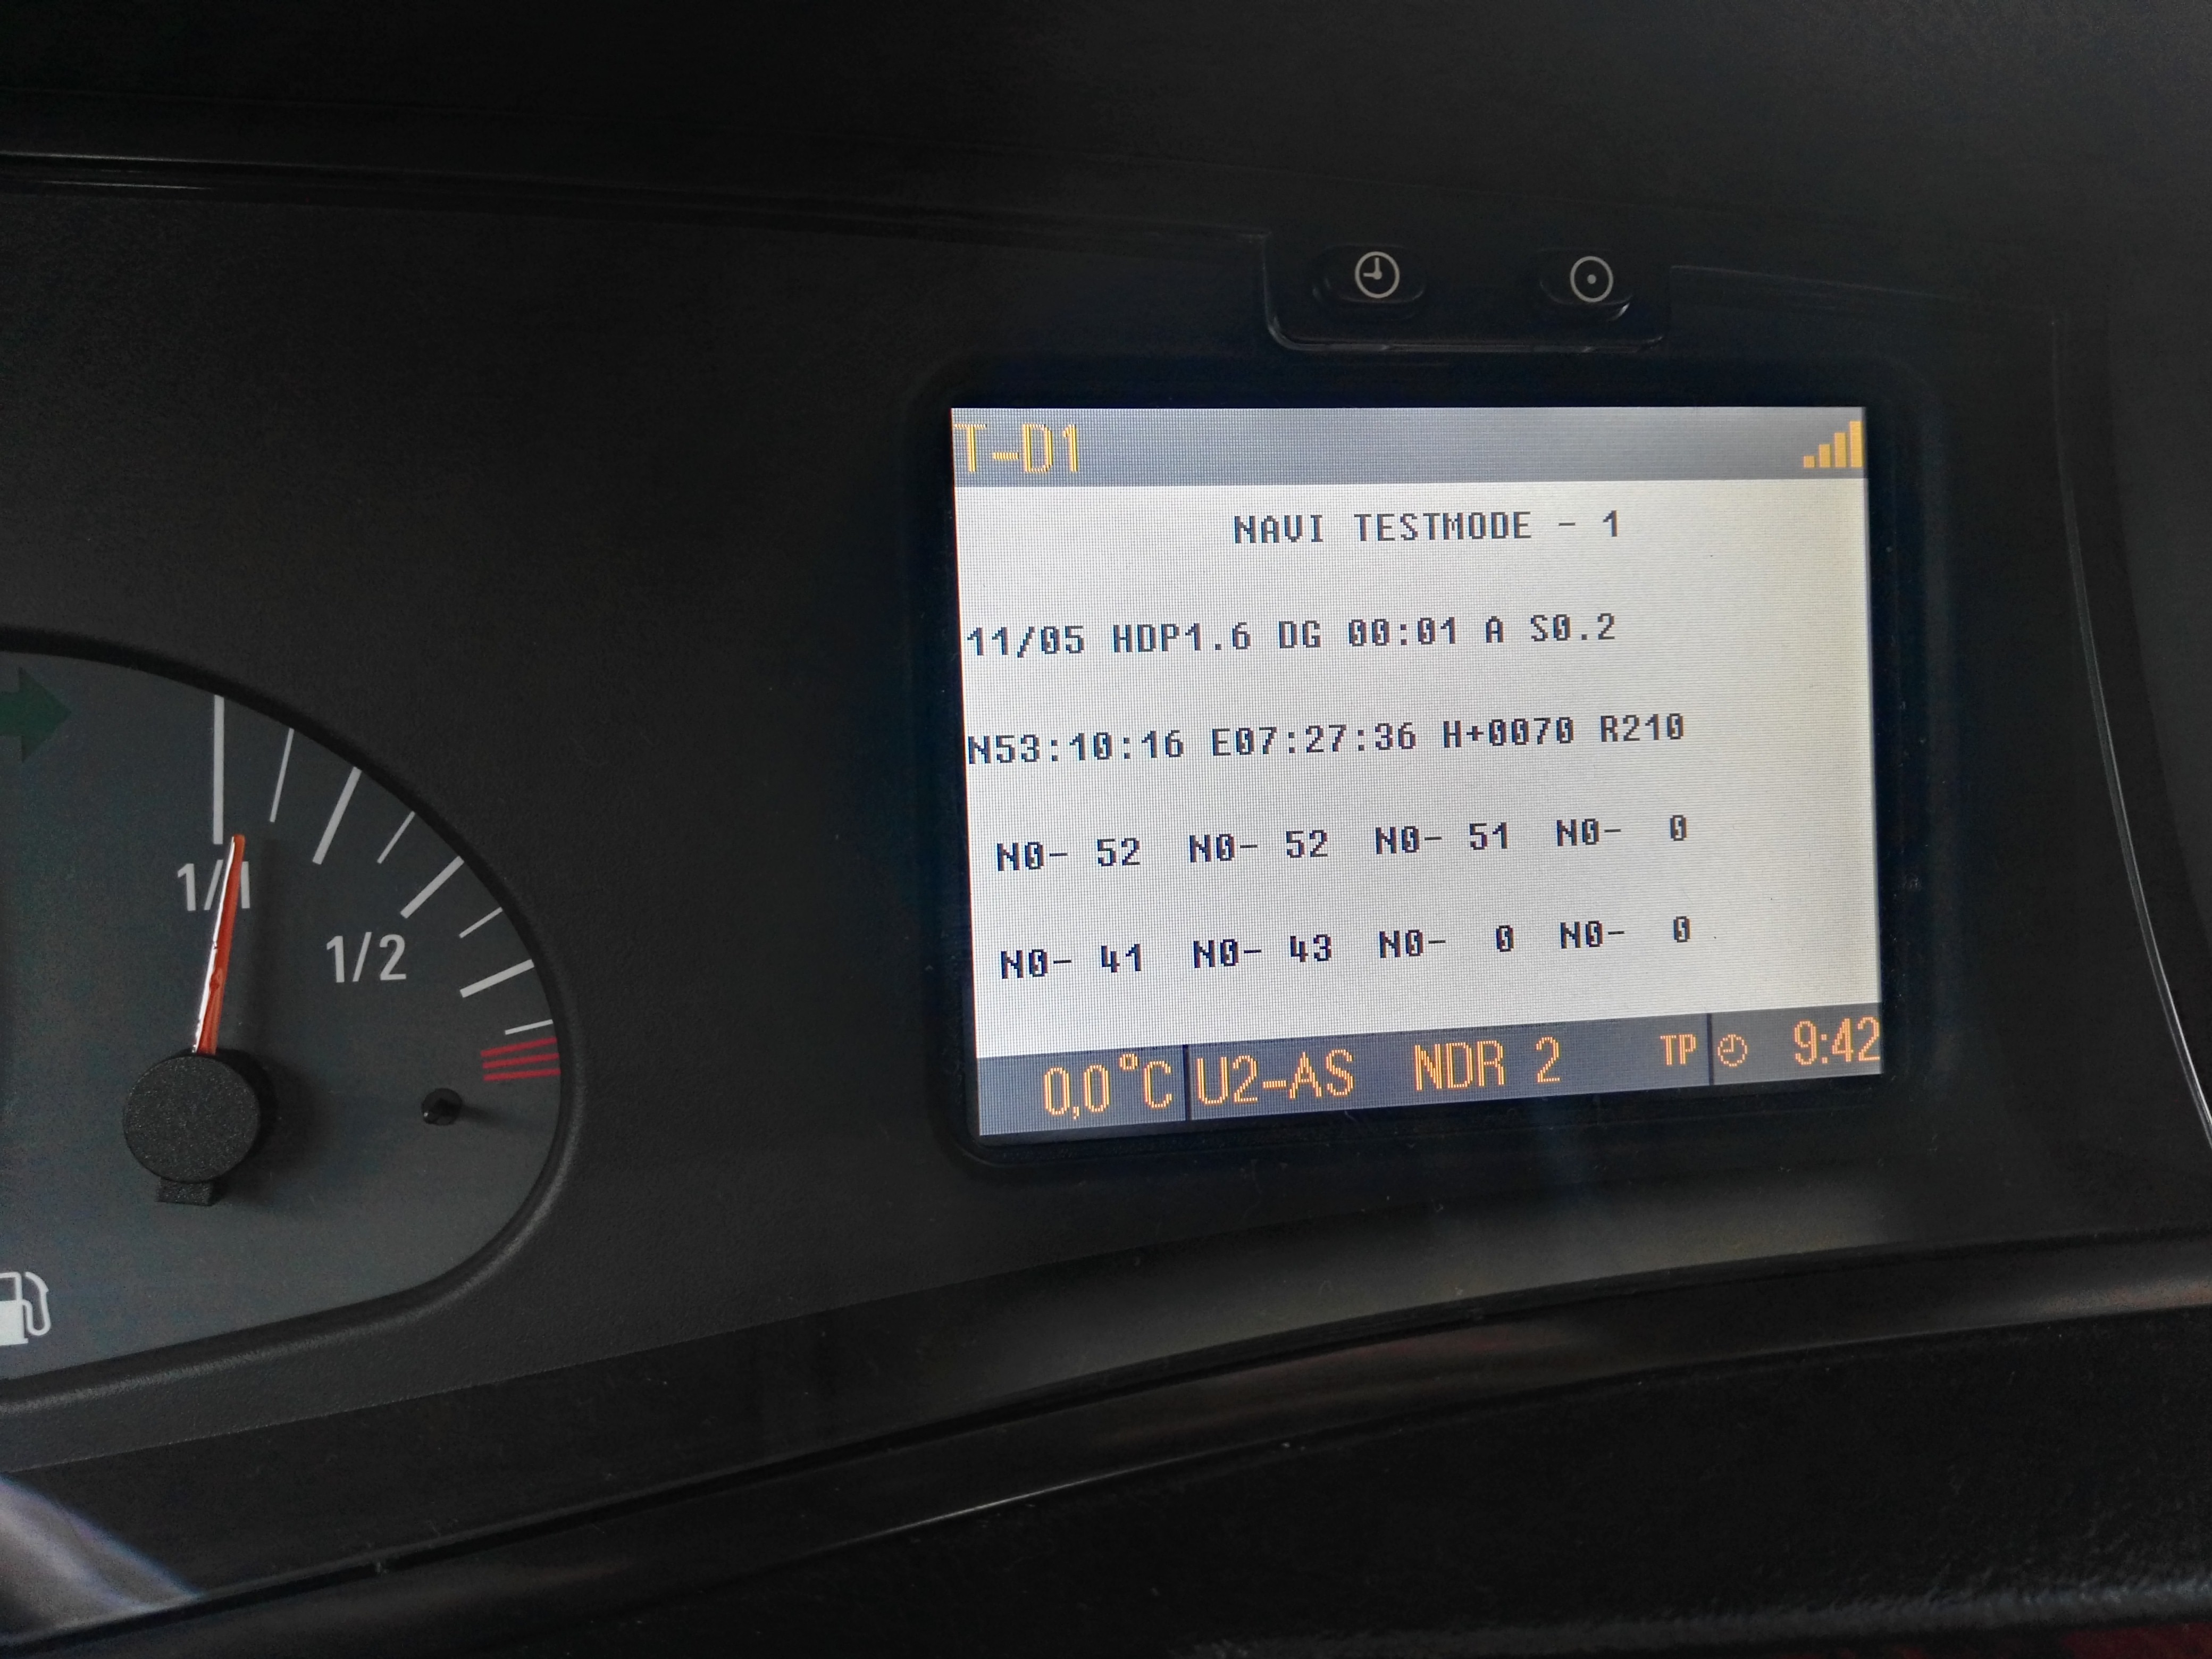 T-D1
NAVI TESTMODE - 1
11/05 HDP1.6 DG 00:01 A S0.2
N53:10:16 E07:27:36 H+0070 R210
N0- 52 N0- 52 N0- 51 N0- 0
N0- 41 N0- 43 N0- 0 N0- 0
0,0°C U2-AS NDR 2 TP 9:42
1/1
1/2